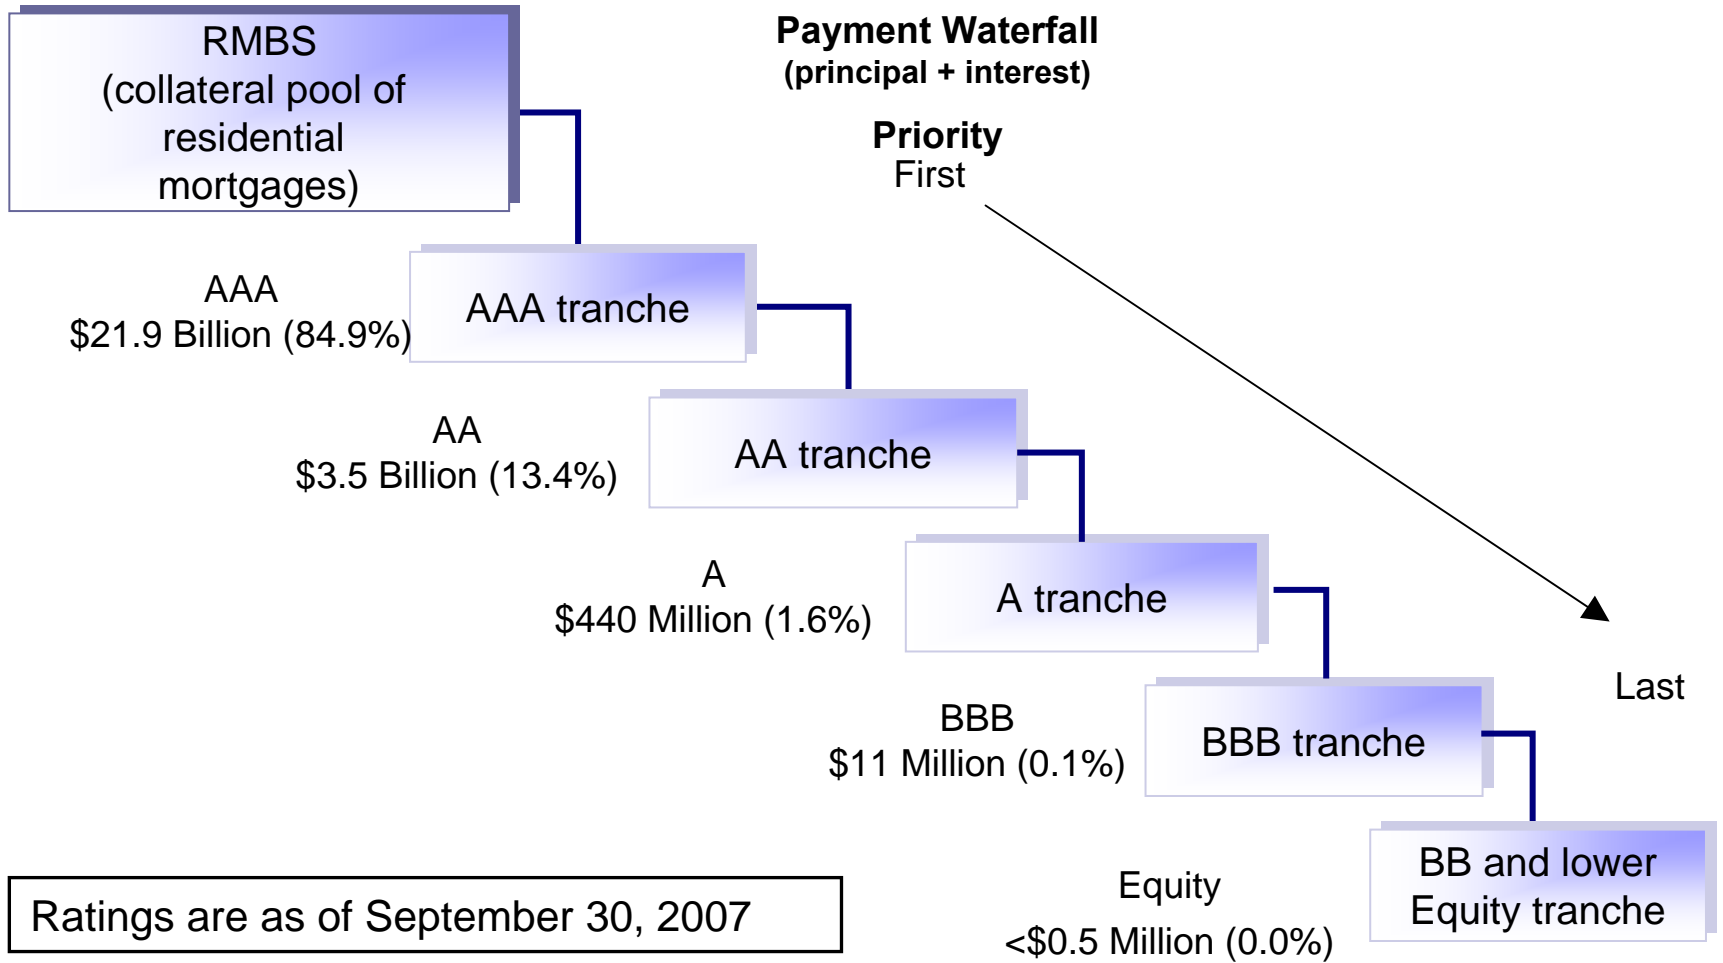 RMBS
(collateral pool of
residential
mortgages)
Payment Waterfall
(principal + interest)
Priority
First
AAA
$21.9 Billion (84.9%)
AAA tranche
AA
$3.5 Billion (13.4%)
AA tranche
A
$440 Million (1.6%)
A tranche
Last
BBB
$11 Million (0.1%)
BBB tranche
Equity
<$0.5 Million (0.0%)
BB and lower
Equity tranche
Ratings are as of September 30, 2007